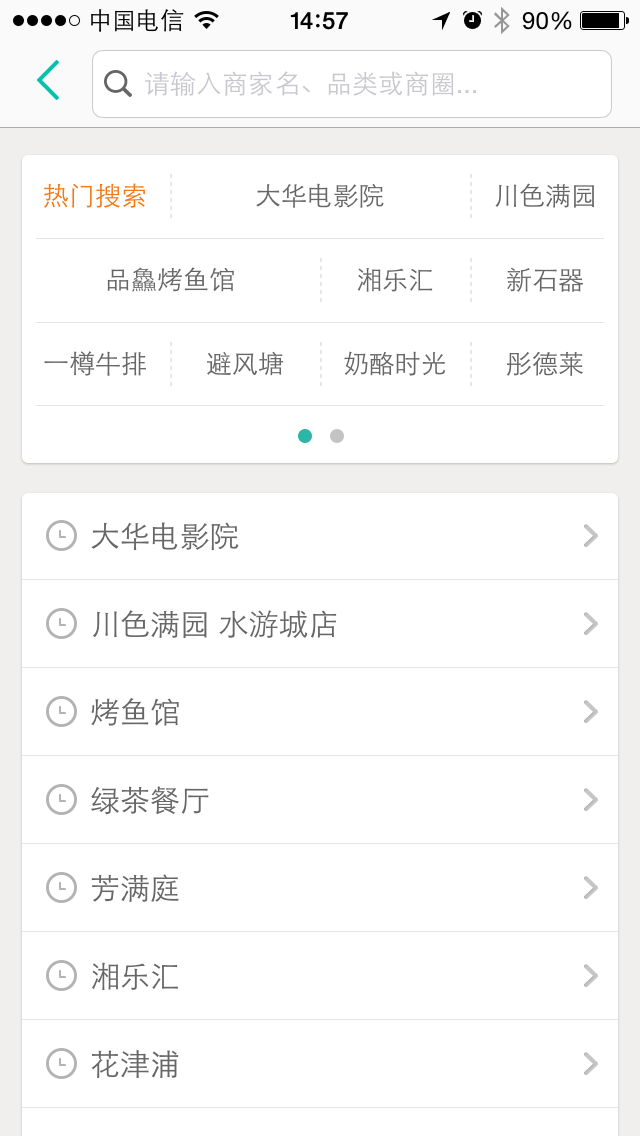 中国电信 14:57 90%
请输入商家名、品类或商圈...
热门搜索 大华电影院 川色满园
品鱻烤鱼馆 湘乐汇 新石器
一樽牛排 避风塘 奶酪时光 彤德莱
大华电影院
川色满园 水游城店
烤鱼馆
绿茶餐厅
芳满庭
湘乐汇
花津浦